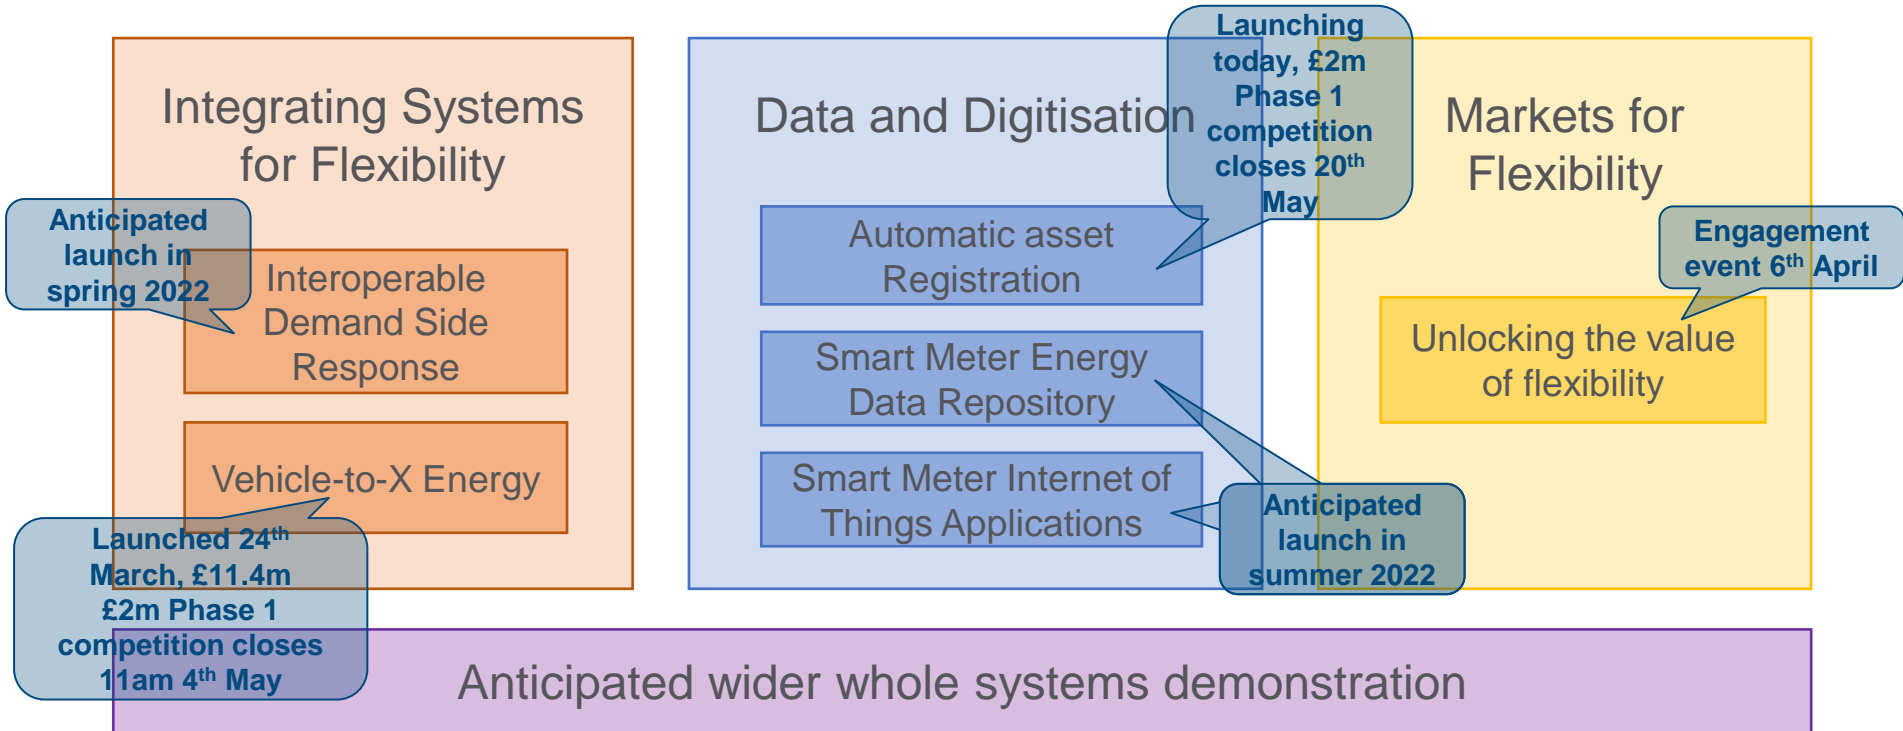 Integrating Systems
for Flexibility
Anticipated
launch in
spring 2022
Interoperable
Demand Side
Response
Vehicle-to-X Energy
Launched 24th
March, £11.4m
£2m Phase 1
competition closes
11am 4th May
Data and Digitisation
Launching
today, £2m
Phase 1
competition
closes 20th
May
Automatic asset
Registration
Smart Meter Energy
Data Repository
Smart Meter Internet of
Things Applications
Anticipated
launch in
summer 2022
Markets for
Flexibility
Engagement
event 6th April
Unlocking the value
of flexibility
Anticipated wider whole systems demonstration